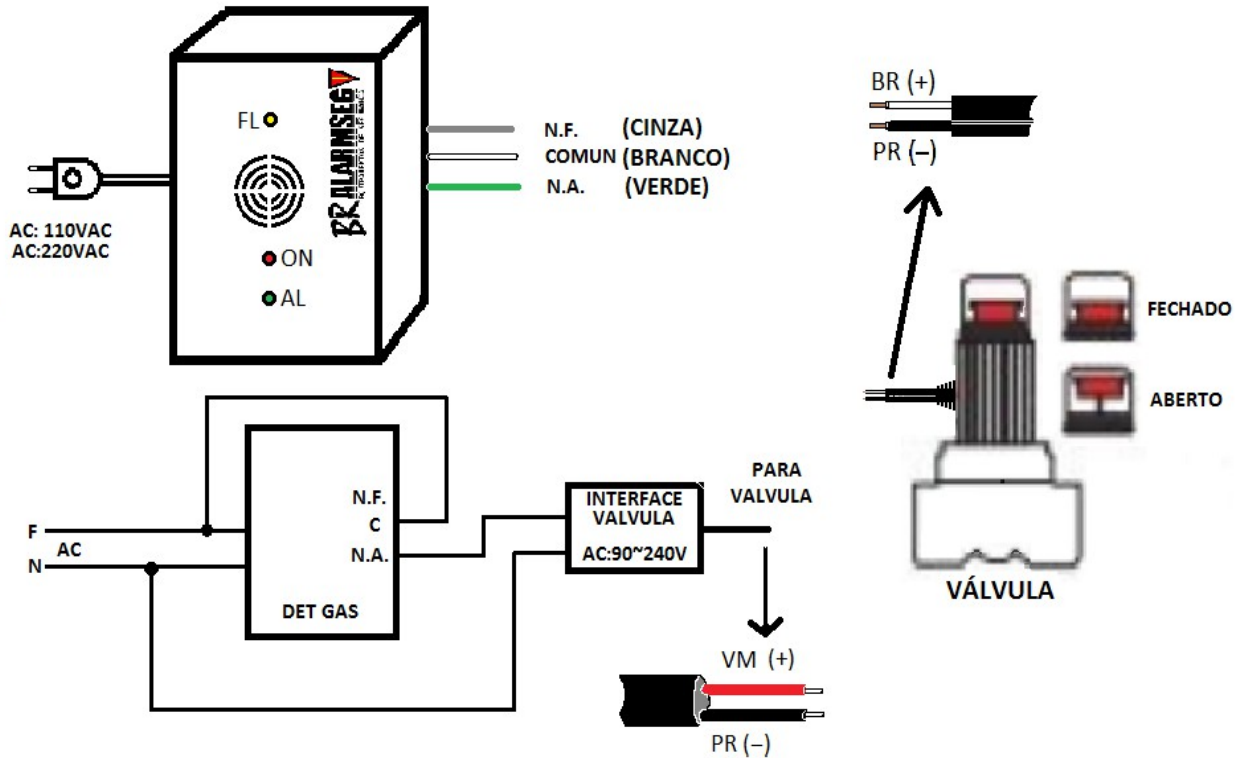 FL
BR ALARMSEG
ON
AL
AC: 110VAC
AC:220VAC
N.F. (CINZA)
COMUN (BRANCO)
N.A. (VERDE)
BR (+)
PR (–)
FECHADO
ABERTO
VÁLVULA
F
AC
N
N.F.
C
N.A.
DET GAS
INTERFACE
VALVULA
AC:90~240V
PARA
VALVULA
VM (+)
PR (–)